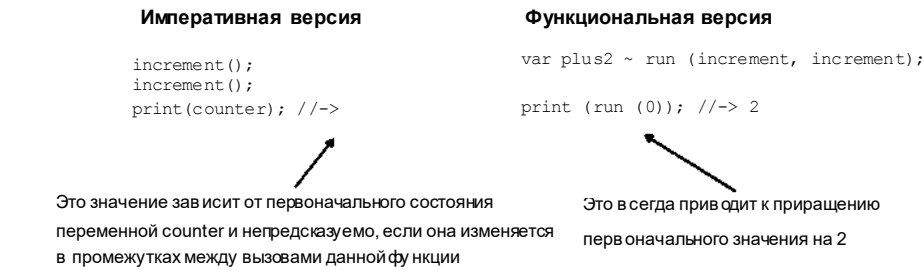 Императивная версия
increment();
increment();
print(counter); //->
Это значение зависит от первоначального состояния
переменной counter и непредсказуемо, если она изменяется
в промежутках между вызовами данной функции
Функциональная версия
var plus2 ~ run (increment, increment);
print (run (0)); //-> 2
Это всегда приводит к приращению
первоначального значения на 2